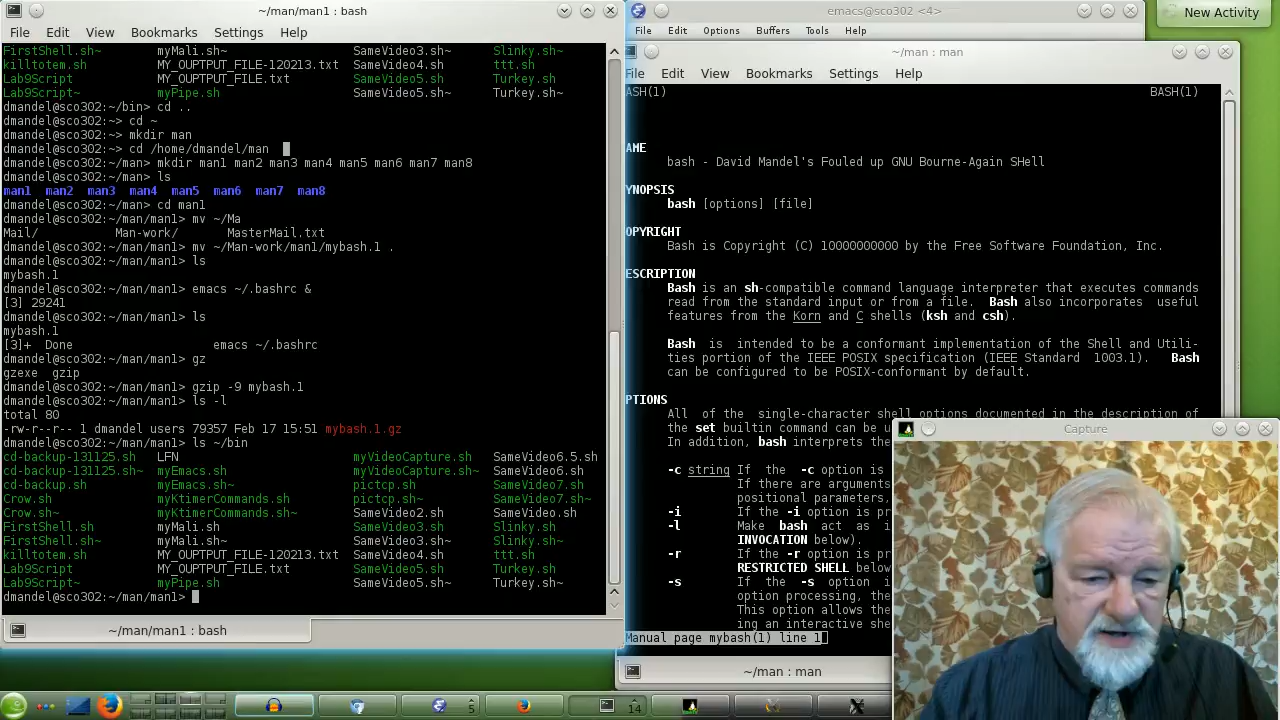 ~/man/man1 : bash
File Edit View Bookmarks Settings Help
FirstShell.sh~ myMali.sh~ SameVideo3.sh~ Slinky.sh~
killtotem.sh MY_OUPTPUT_FILE-120213.txt SameVideo4.sh~ ttt.sh
Lab9Script MY_OUPTPUT_FILE.txt SameVideo5.sh Turkey.sh
Lab9Script~ myPipe.sh SameVideo5.sh~ Turkey.sh~
dmandel@sco302:~/bin> cd ..
dmandel@sco302:~> cd ~
dmandel@sco302:~> mkdir man
dmandel@sco302:~> cd /home/dmandel/man
dmandel@sco302:~/man> mkdir man1 man2 man3 man4 man5 man6 man7 man8
dmandel@sco302:~/man> ls
man1 man2 man3 man4 man5 man6 man7 man8
dmandel@sco302:~/man> cd man1
dmandel@sco302:~/man/man1> mv ~/Ma
Mail/ Man-work/ MasterMail.txt
dmandel@sco302:~/man/man1> mv ~/Man-work/man1/mybash.1 .
dmandel@sco302:~/man/man1> ls
mybash.1
dmandel@sco302:~/man/man1> emacs ~/.bashrc &
[3] 29241
dmandel@sco302:~/man/man1> ls
mybash.1
[3]+ Done emacs ~/.bashrc
dmandel@sco302:~/man/man1> gz
gzexe gzip
dmandel@sco302:~/man/man1> gzip -9 mybash.1
dmandel@sco302:~/man/man1> ls -l
total 80
-rw-r--r-- 1 dmandel users 79357 Feb 17 15:51 mybash.1.gz
dmandel@sco302:~/man/man1> ls ~/bin
cd-backup-131125.sh LFN myVideoCapture.sh SameVideo6.5.sh
cd-backup-131125.sh~ myEmacs.sh myVideoCapture.sh~ SameVideo6.sh
cd-backup.sh myEmacs.sh~ pictcp.sh SameVideo7.sh
Crow.sh myKtimerCommands.sh pictcp.sh~ SameVideo7.sh~
Crow.sh~ myKtimerCommands.sh~ SameVideo2.sh SameVideo.sh
FirstShell.sh myMali.sh SameVideo3.sh Slinky.sh
FirstShell.sh~ myMali.sh~ SameVideo3.sh~ Slinky.sh~
killtotem.sh MY_OUPTPUT_FILE-120213.txt SameVideo4.sh~ ttt.sh
Lab9Script MY_OUPTPUT_FILE.txt SameVideo5.sh Turkey.sh
Lab9Script~ myPipe.sh SameVideo5.sh~ Turkey.sh~
dmandel@sco302:~/man/man1>
~/man/man1 : bash
emacs@sco302 <4>
File Edit Options Buffers Tools Help
New Activity
~/man : man
File Edit View Bookmarks Settings Help
ASH(1) BASH(1)
AME
bash - David Mandel's Fouled up GNU Bourne-Again SHell
YNOPSIS
bash [options] [file]
OPYRIGHT
Bash is Copyright (C) 10000000000 by the Free Software Foundation, Inc.
ESCRIPTION
Bash is an sh-compatible command language interpreter that executes commands
read from the standard input or from a file. Bash also incorporates useful
features from the Korn and C shells (ksh and csh).
Bash is intended to be a conformant implementation of the Shell and Utili-
ties portion of the IEEE POSIX specification (IEEE Standard 1003.1). Bash
can be configured to be POSIX-conformant by default.
PTIONS
All of the single-character shell options documented in the description of
the set builtin command can be u
In addition, bash interprets the
-c string If the -c option is
If there are arguments
positional parameters,
-i If the -i option is pr
-l Make bash act as i
INVOCATION below).
-r If the -r option is pr
RESTRICTED SHELL below
-s If the -s option i
option processing, the
This option allows the
ing an interactive she
Manual page mybash(1) line 1
~/man : man
Capture
5
14